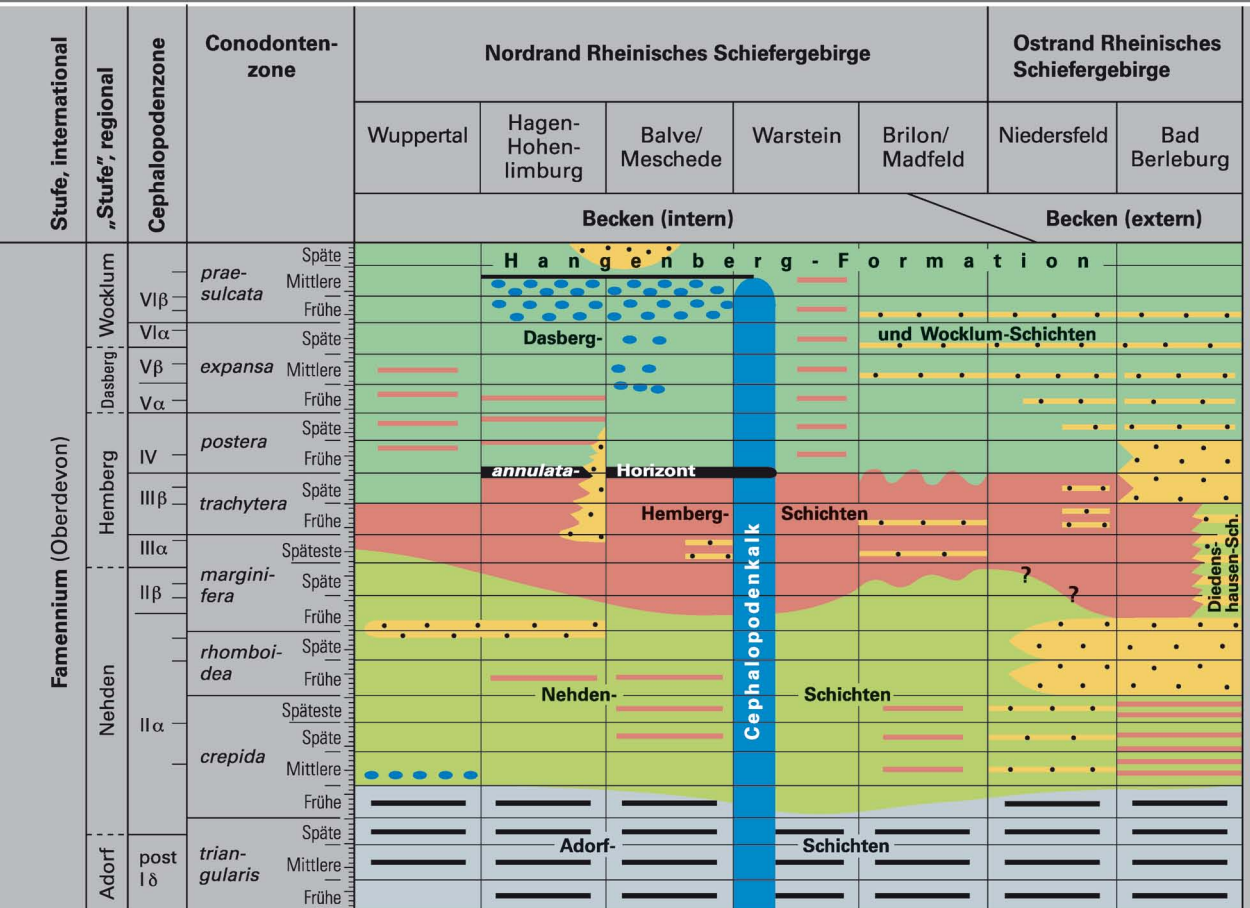 Stufe, international
„Stufe", regional
Cephalopodenzone
Conodonten-
zone
Nordrand Rheinisches Schiefergebirge
Ostrand Rheinisches
Schiefergebirge
Wuppertal
Hagen-
Hohen-
limburg
Balve/
Meschede
Warstein
Brilon/
Madfeld
Niedersfeld
Bad
Berleburg
Becken (intern)
Becken (extern)
Famennium (Oberdevon)
Wocklum
Dasberg
Hemberg
Nehden
Adorf
VIβ
VIα
Vβ
Vα
IV
IIIβ
IIIα
IIβ
IIα
post
Iδ
prae-
sulcata
Späte
Mittlere
Frühe
expansa
Späte
Mittlere
Frühe
postera
Späte
Frühe
trachytera
Späte
Frühe
margini-
fera
Späteste
Späte
Frühe
rhomboi-
dea
Späte
Frühe
crepida
Späteste
Späte
Mittlere
Frühe
trian-
gularis
Späte
Mittlere
Frühe
Hangenberg-Formation
Dasberg- und Wocklum-Schichten
annulata- Horizont
Hemberg- Schichten
Cephalopodenkalk
Diedens-
hausen-Sch.
?
?
Nehden- Schichten
Adorf- Schichten